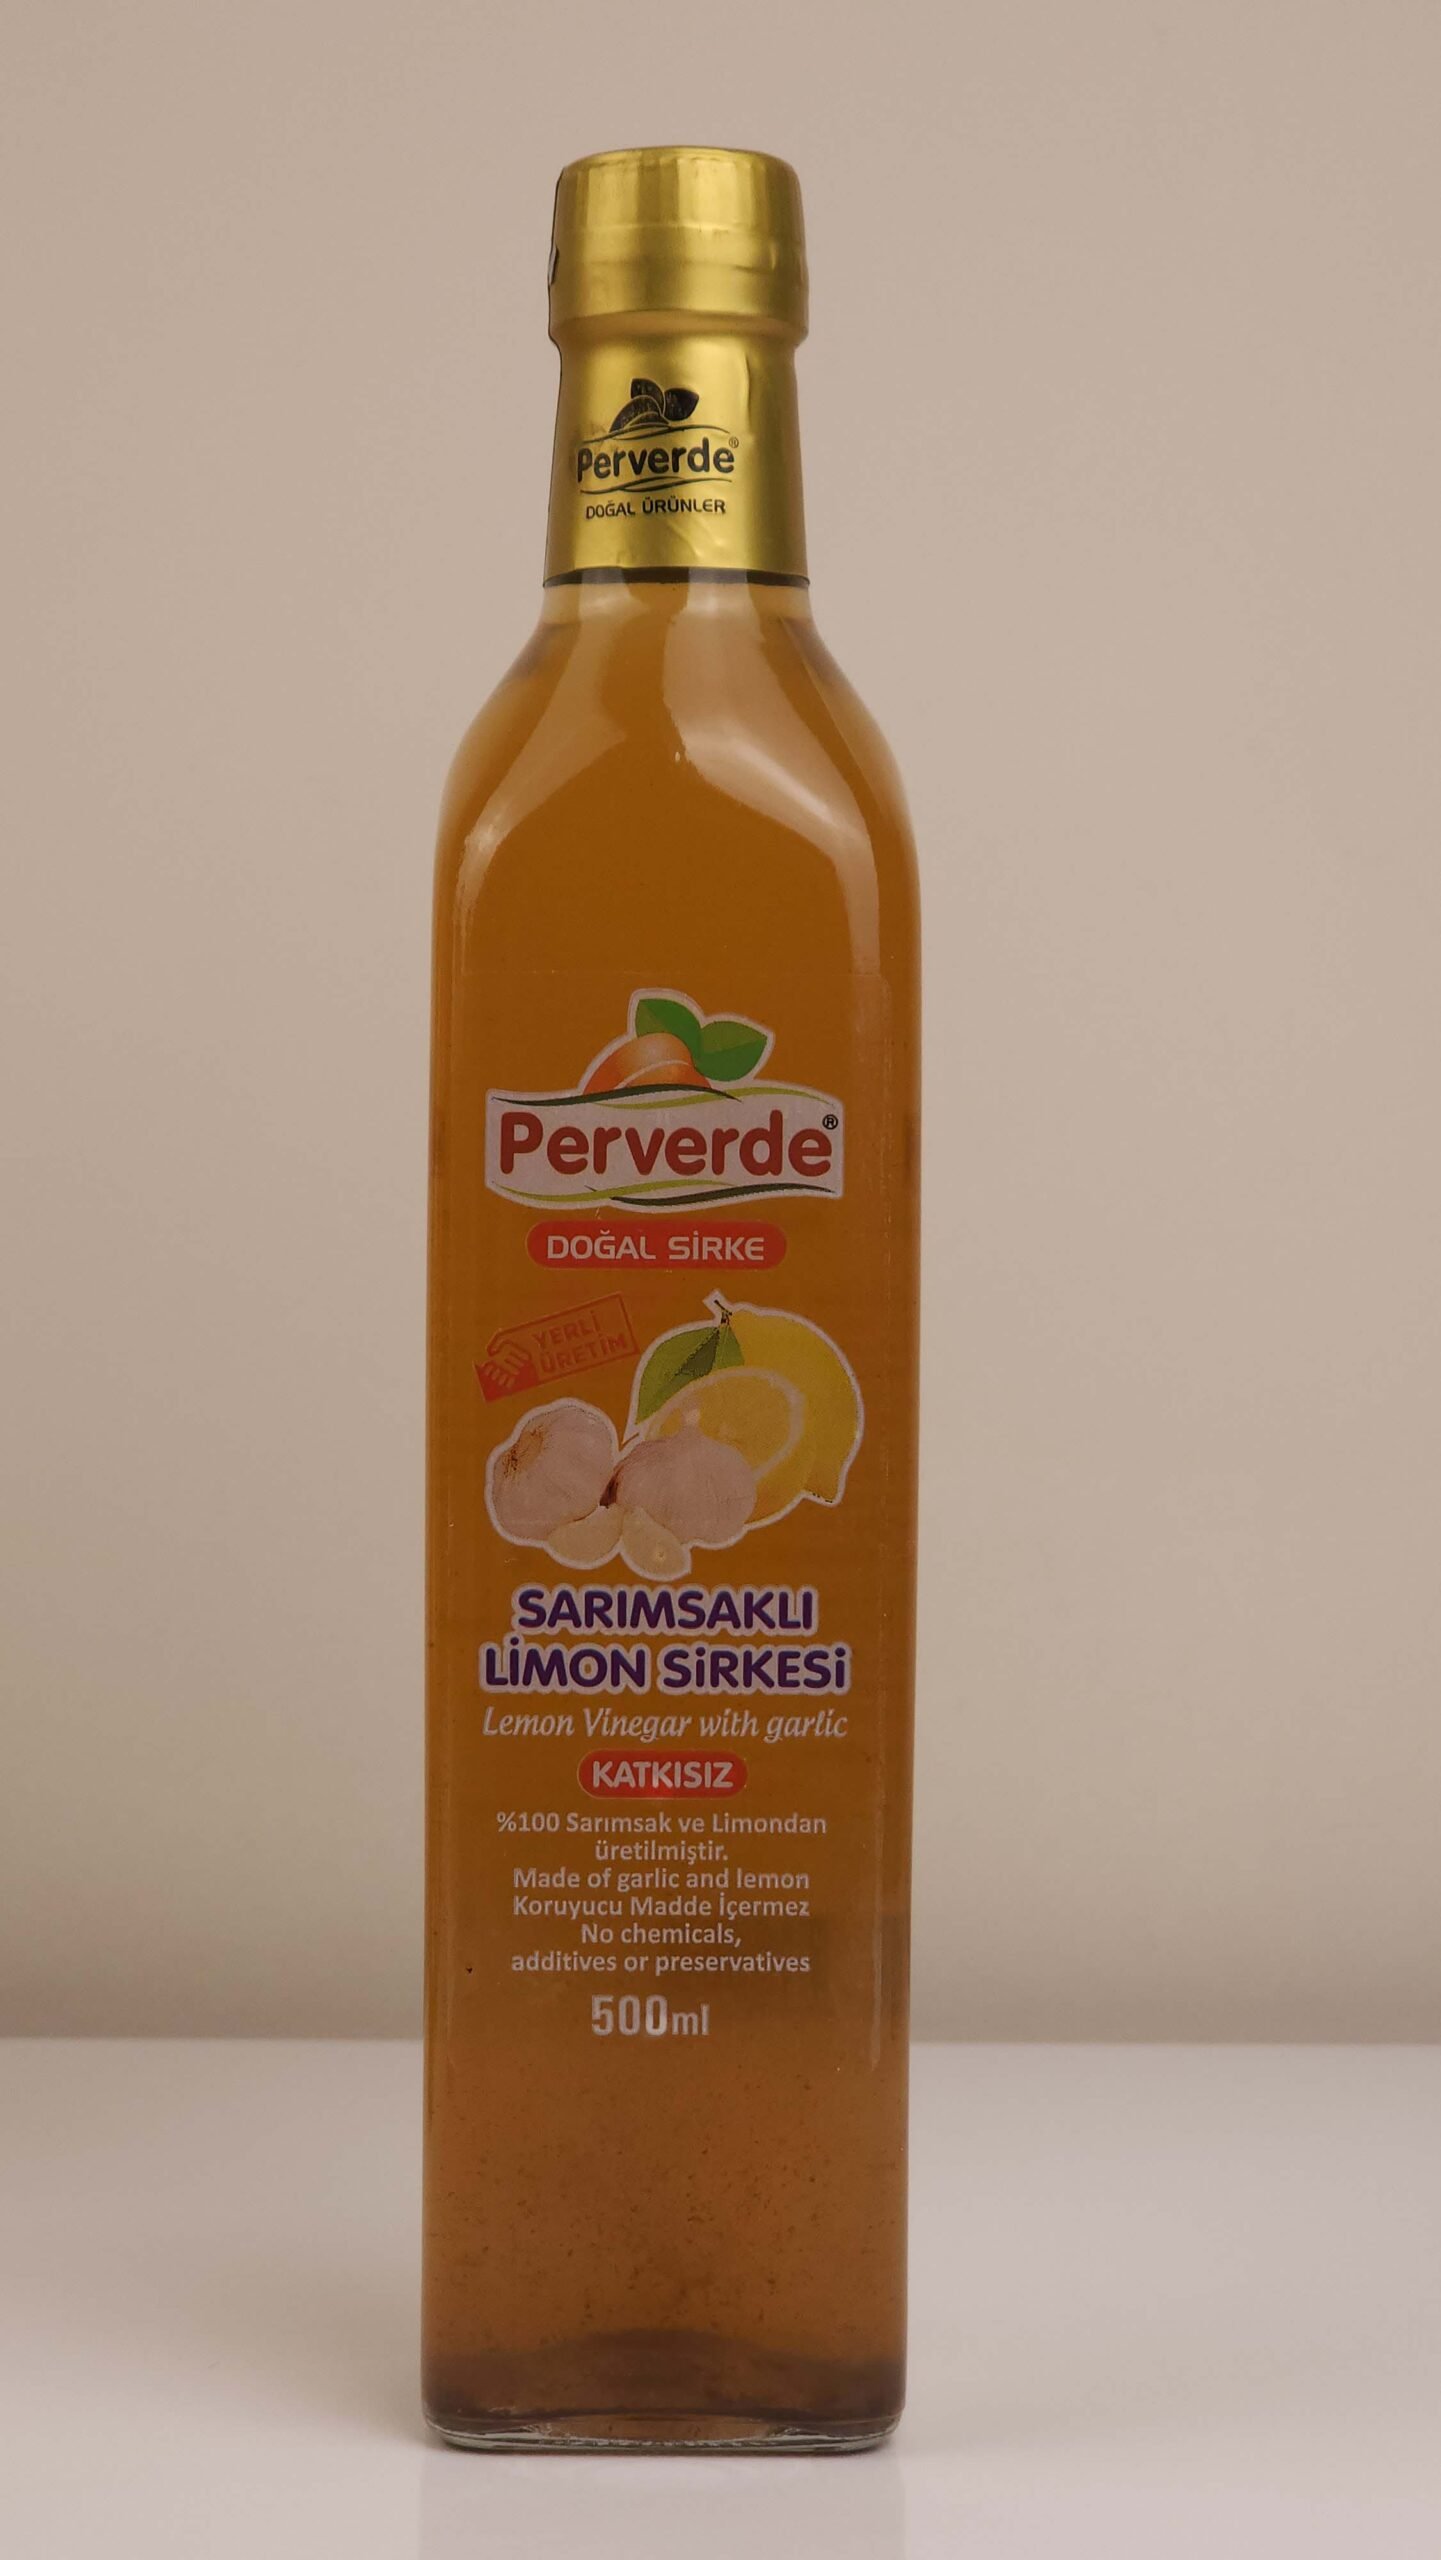 Perverde®
DOĞAL ÜRÜNLER
Perverde®
DOĞAL SİRKE
YERLİ
ÜRETİM
SARIMSAKLI
LİMON SİRKESİ
Lemon Vinegar with garlic
KATKISIZ
%100 Sarımsak ve Limondan
üretilmiştir.
Made of garlic and lemon
Koruyucu Madde İçermez
No chemicals,
additives or preservatives
500ml